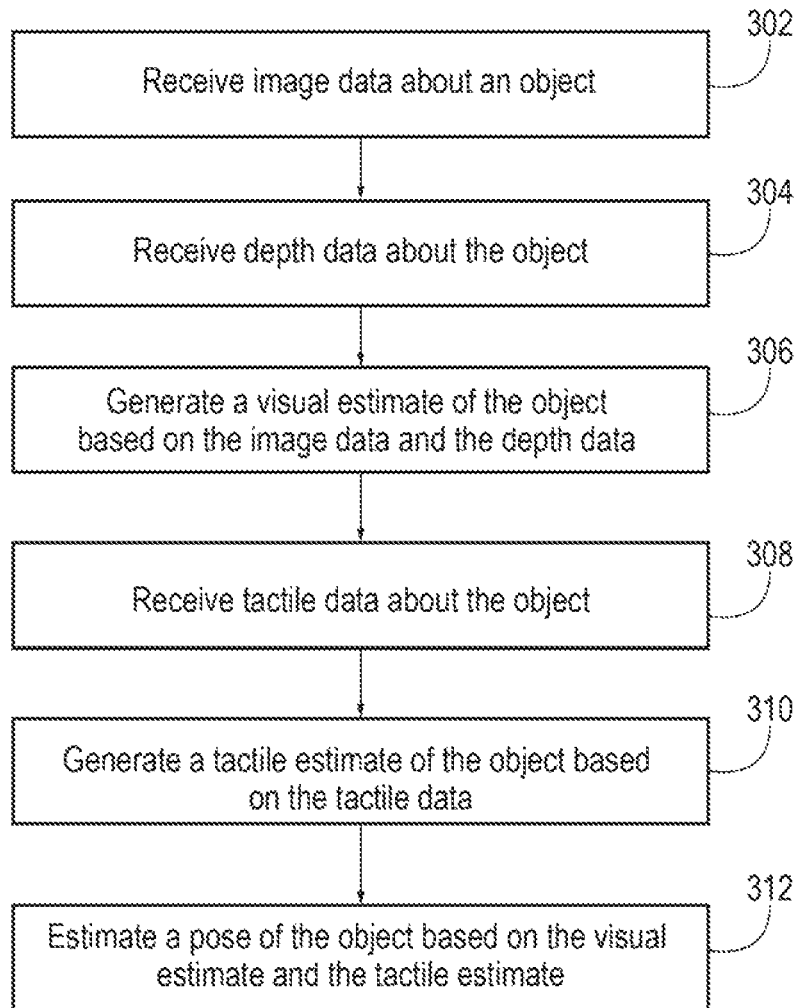 302
Receive image data about an object
304
Receive depth data about the object
306
Generate a visual estimate of the object
based on the image data and the depth data
308
Receive tactile data about the object
310
Generate a tactile estimate of the object based
on the tactile data
312
Estimate a pose of the object based on the visual
estimate and the tactile estimate